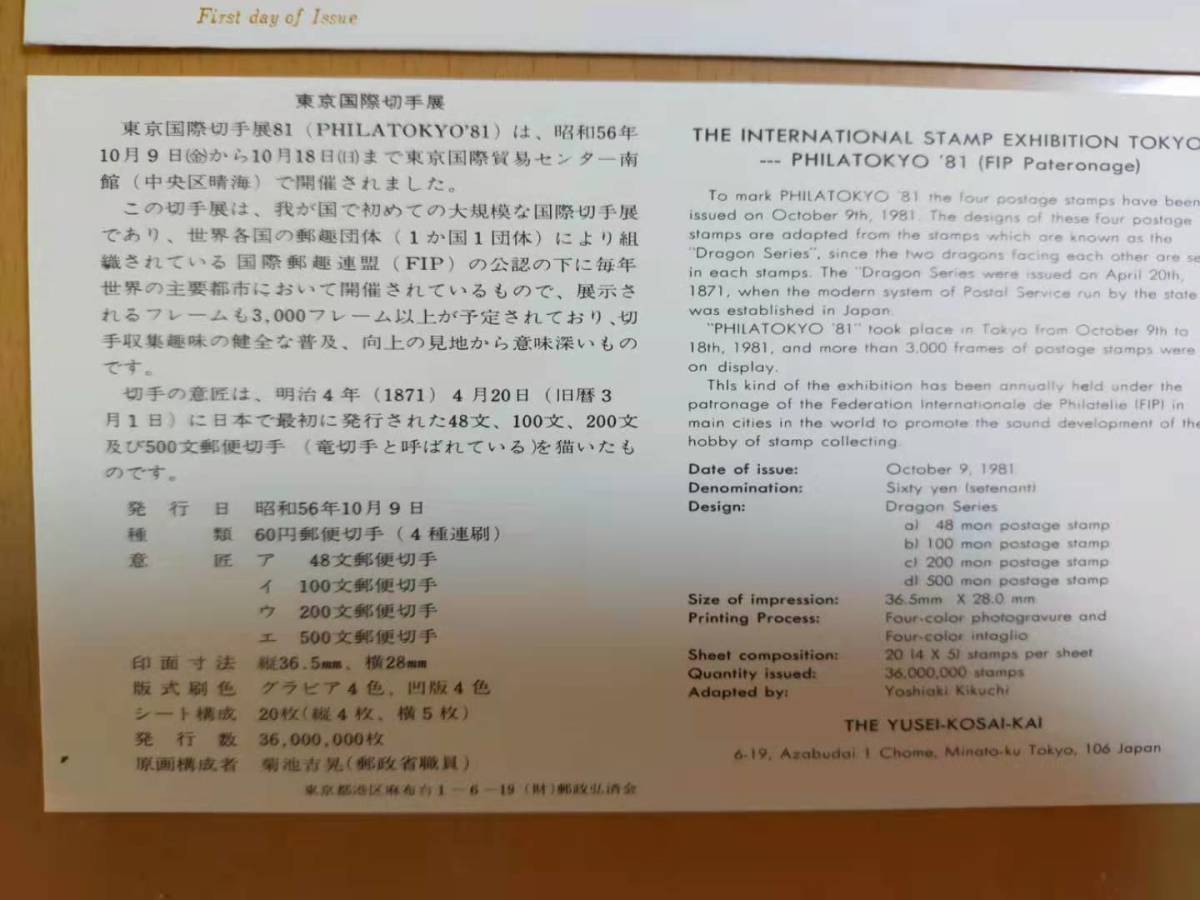 First day of Issue
東京国際切手展
東京国際切手展81(PHILATOKYO'81)は、昭和56年
10月9日㈮から10月18日㈰まで東京国際貿易センター南
館(中央区晴海)で開催されました。
この切手展は、我が国で初めての大規模な国際切手展
であり、世界各国の郵趣団体(1か国1団体)により組
織されている国際郵趣連盟(FIP)の公認の下に毎年
世界の主要都市において開催されているもので、展示さ
れるフレームも3,000フレーム以上が予定されており、切
手収集趣味の健全な普及、向上の見地から意味深いもの
です。
切手の意匠は、明治4年(1871)4月20日(旧暦3
月1日)に日本で最初に発行された48文、100文、200文
及び500文郵便切手(竜切手と呼ばれている)を猫いたも
のです。
発行日 昭和56年10月9日
種類 60円郵便切手(4種連刷)
意匠 ア 48文郵便切手
イ 100文郵便切手
ウ 200文郵便切手
エ 500文郵便切手
印面寸法 縦36.5mm、横28mm
版式刷色 グラビア4色、凹版4色
シート構成 20枚(縦4枚、横5枚)
発行数 36,000,000枚
原画構成者 菊池吉晃(郵政省職員)
東京都港区麻布台1-6-19(財)郵政弘済会
THE INTERNATIONAL STAMP EXHIBITION TOKYO
--- PHILATOKYO '81 (FIP Pateronage)
To mark PHILATOKYO '81 the four postage stamps have been
issued on October 9th, 1981. The designs of these four postage
stamps are adapted from the stamps which are known as the
"Dragon Series", since the two dragons facing each other are se
in each stamps. The "Dragon Series were issued on April 20th,
1871, when the modern system of Postal Service run by the state
was established in Japan.
"PHILATOKYO '81" took place in Tokyo from October 9th to
18th, 1981, and more than 3,000 frames of postage stamps were
on display.
ThIs kind of the exhibition has been annually held under the
patronage of the Federation Internationale de Philatelie (FIP) in
main cities in the world to promote the sound development of the
hobby of stamp collecting.
Date of issue: October 9, 1981
Denomination: Sixty yen (setenant)
Design: Dragon Series
a) 48 mon postage stamp
b) 100 mon postage stamp
c) 200 mon postage stamp
d) 500 mon postage stamp
Size of impression: 36.5mm X 28.0 mm
Printing Process: Four-color photogravure and
Four-color intaglio
Sheet composition: 20 (4 X 5) stamps per sheet
Quantity issued: 36,000,000 stamps
Adapted by: Yoshiaki Kikuchi
THE YUSEI-KOSAI-KAI
6-19, Azabudai 1 Chome, Minato-ku Tokyo, 106 Japan